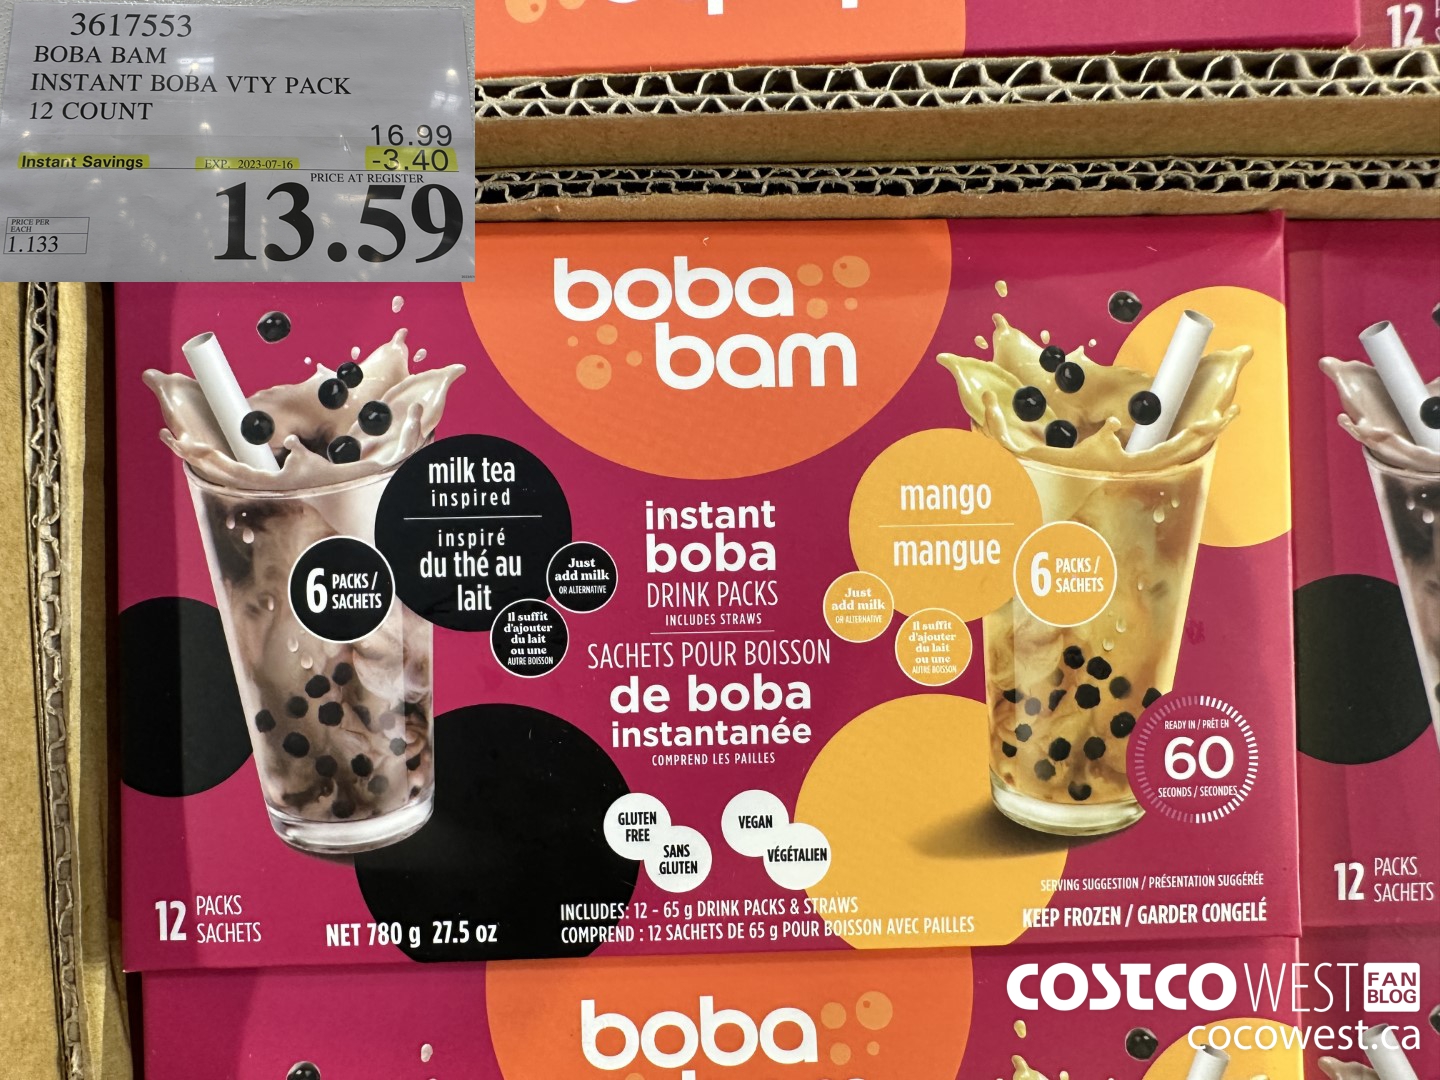 3617553
BOBA BAM
INSTANT BOBA VTY PACK
12 COUNT
16.99
Instant Savings EXP. 2023-07-16 -3.40
PRICE AT REGISTER
13.59
PRICE PER
EACH
1.133
12
boba
bam
milk tea
inspired
inspiré
du thé au
lait
6 PACKS /
SACHETS
Just
add milk
OR ALTERNATIVE
Il suffit
d'ajouter
du lait
ou une
AUTRE BOISSON
instant
boba
DRINK PACKS
INCLUDES STRAWS
SACHETS POUR BOISSON
de boba
instantanée
COMPREND LES PAILLES
mango
mangue
6 PACKS /
SACHETS
Just
add milk
OR ALTERNATIVE
Il suffit
d'ajouter
du lait
ou une
AUTRE BOISSON
READY IN / PRÊT EN
60
SECONDS / SECONDES
GLUTEN
FREE
SANS
GLUTEN
VEGAN
VÉGÉTALIEN
12 PACKS
SACHETS
NET 780 g 27.5 oz
INCLUDES: 12 - 65 g DRINK PACKS & STRAWS
COMPREND : 12 SACHETS DE 65 g POUR BOISSON AVEC PAILLES
SERVING SUGGESTION / PRÉSENTATION SUGGÉRÉE
KEEP FROZEN / GARDER CONGELÉ
12 PACKS
SACHETS
boba
COSTCO WEST FAN
BLOG
cocowest.ca